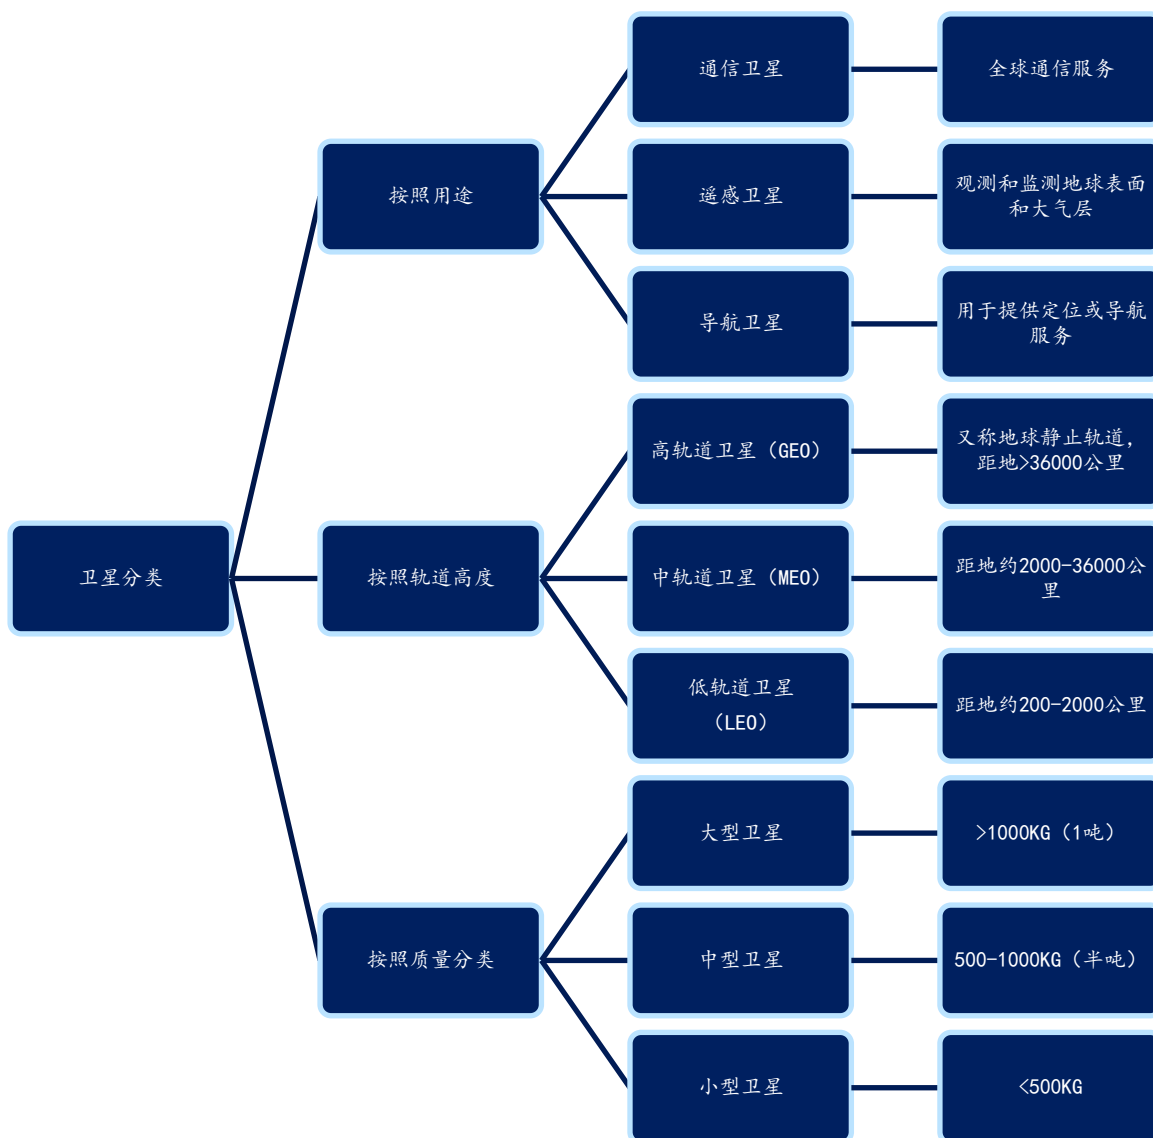 卫星分类
按照用途
通信卫星
全球通信服务
遥感卫星
观测和监测地球表面
和大气层
导航卫星
用于提供定位或导航
服务
按照轨道高度
高轨道卫星（GEO）
又称地球静止轨道，
距地>36000公里
中轨道卫星（MEO）
距地约2000-36000公
里
低轨道卫星
（LEO）
距地约200-2000公里
按照质量分类
大型卫星
>1000KG（1吨）
中型卫星
500-1000KG（半吨）
小型卫星
<500KG